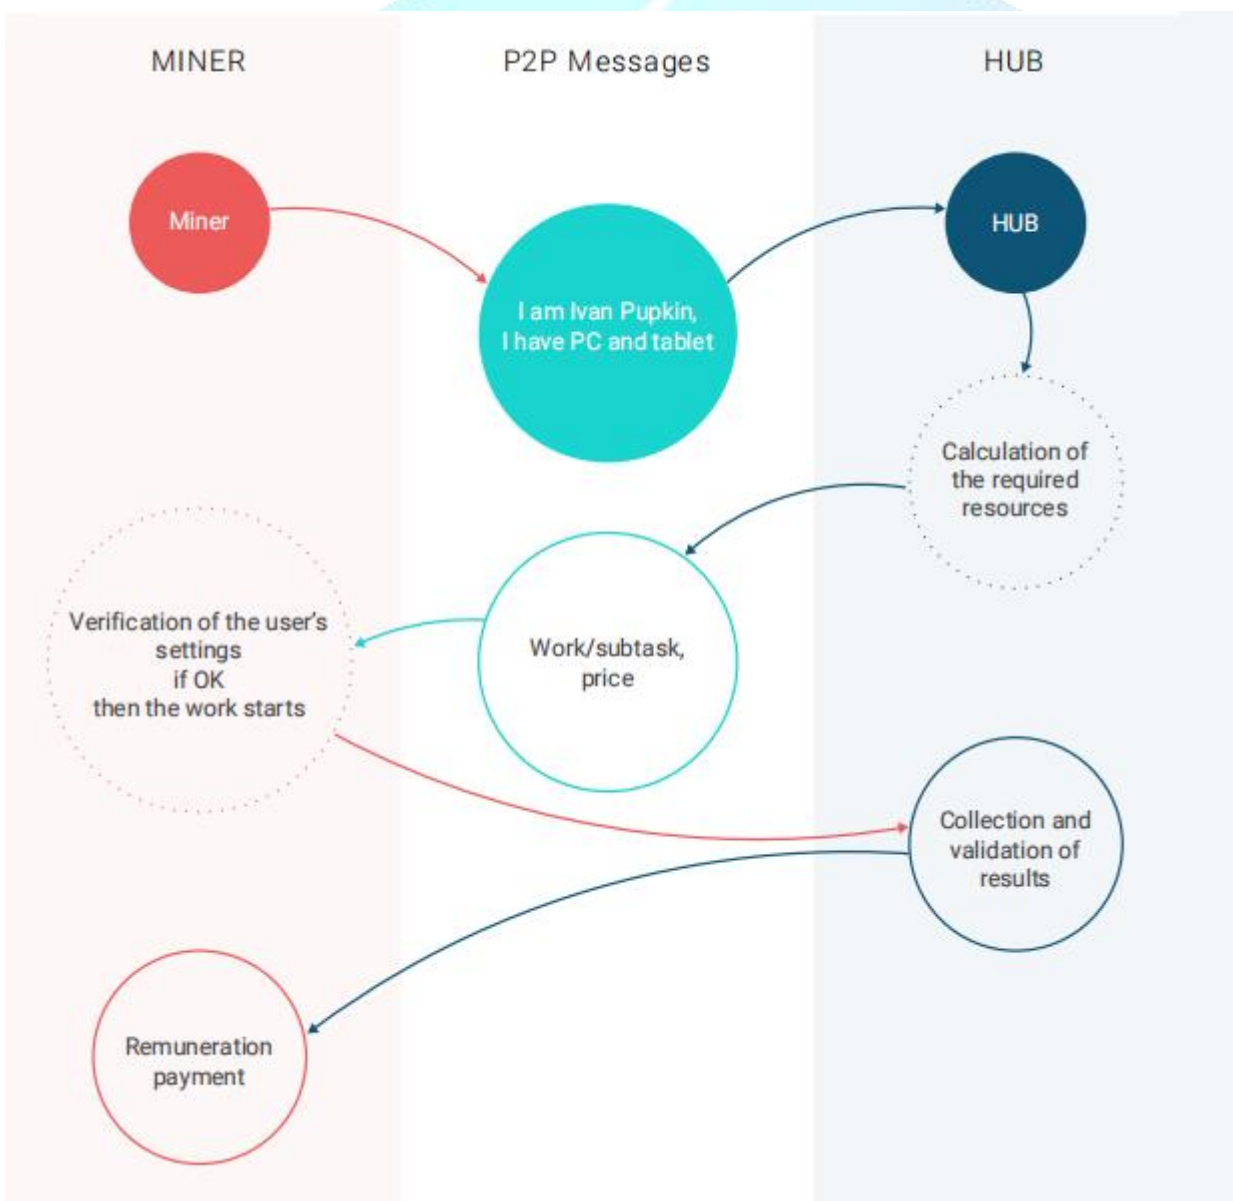 MINER
P2P Messages
HUB
Miner
I am Ivan Pupkin,
I have PC and tablet
HUB
Calculation of
the required
resources
Verification of the user's
settings
if OK
then the work starts
Work/subtask,
price
Collection and
validation of
results
Remuneration
payment